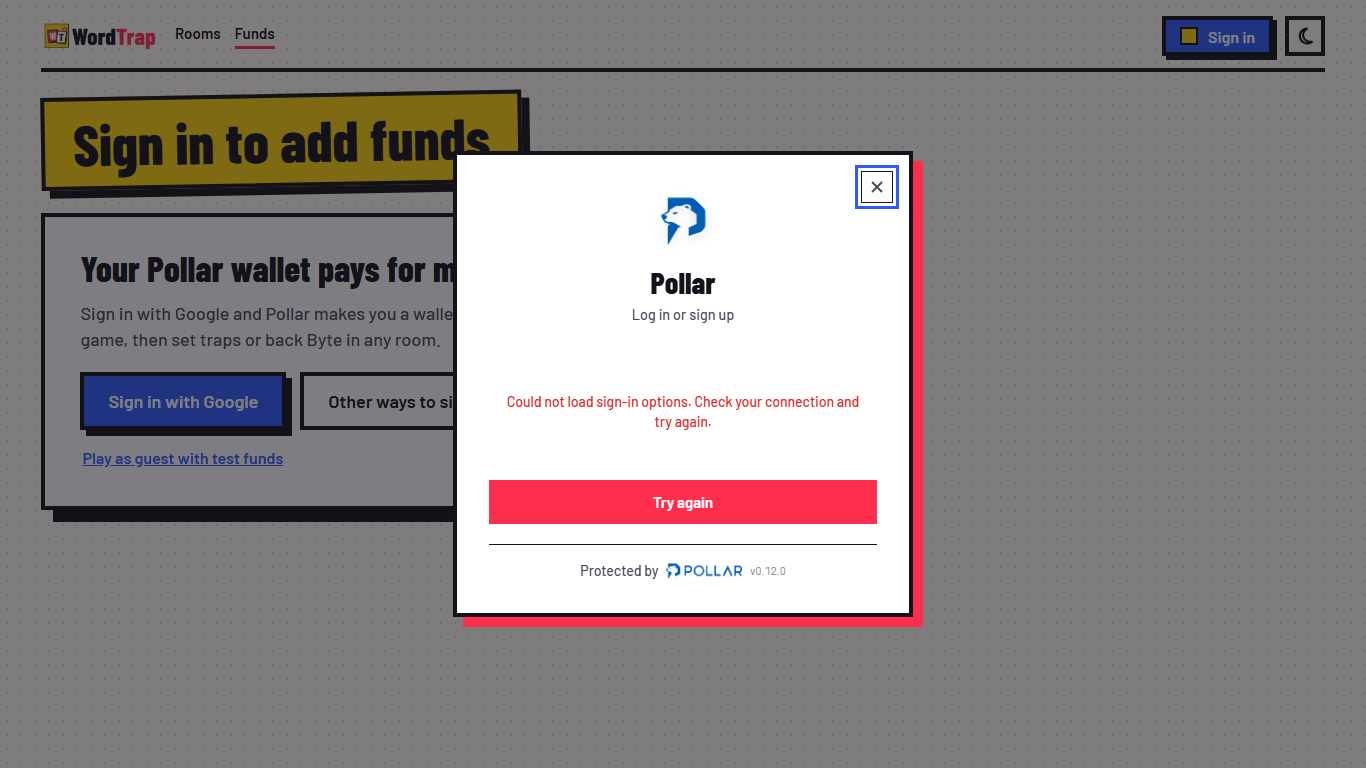 WT WordTrap Rooms Funds Sign in
Sign in to add funds
Your Pollar wallet pays for
Sign in with Google and Pollar makes you a
game, then set traps or back Byte in any room.
Sign in with Google Other ways to
Play as guest with test funds
Pollar
Log in or sign up
Could not load sign-in options. Check your connection and
try again.
Try again
Protected by POLLAR v0.12.0